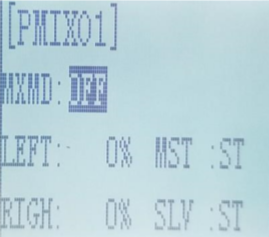 [PMIX01]
MXMD: OFF
LEFT: 0% MST :ST
RIGH: 0% SLV :ST